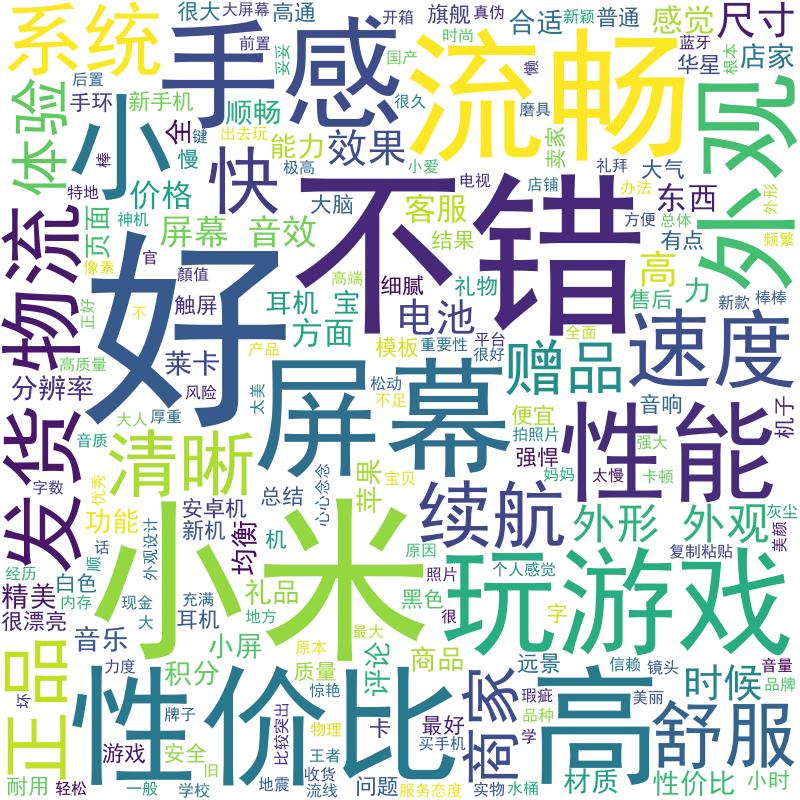 系统
很大
大屏幕
高通
手感
开箱
真伪
旗舰
时尚
合适
新颖
普通
感觉
尺寸
前置
妥妥
国产
流畅
懒
蓝牙
根本
华星
店家
后置
手环
新手机
很久
体验
小
顺畅
全
键
出去玩
能力
效果
磨具
卖家
外观
棒
慢
快
极高
小爱
礼拜
大气
特地
价格
神机
大脑
不错
电视
店铺
办法
东西
外形
物流
页面
屏幕
音效
客服
方便
总体
像素
官
颜值
高端
结果
有点
频繁
好
正好
触屏
不
耳机
宝
细腻
礼物
高
售后
力
新款
棒棒
高质量
产品
方面
电池
平台
全面
莱卡
模板
重要性
很好
赠品
速度
分辨率
风险
太美
松动
不足
屏幕
大人
厚重
便宜
音响
机子
发货
音质
清晰
拍照片
强悍
性能
强大
字数
优秀
心心念念
苹果
宝贝
妈妈
太慢
卡顿
功能
安卓机
总结
续航
灰尘
外观设计
新机
均衡
机
外形
外观
美颜
顺
话
小米
原因
复制粘贴
经历
白色
照片
个人感觉
玩游戏
精美
内存
现金
充满
礼品
黑色
很
字
很漂亮
大
耳机
地方
正品
音乐
小屏
原本
最大
评论
商品
远景
信赖
镜头
音量
力度
积分
质量
商家
时候
品牌
坏
性价比
惊艳
瑕疵
高
美丽
牌子
比较突出
物理
卡
最好
品种
舒服
游戏
安全
王者
买手机
学
耐用
轻松
一般
旧
学校
地震
收货
流线
问题
服务态度
实物
水桶
材质
性价比
小时